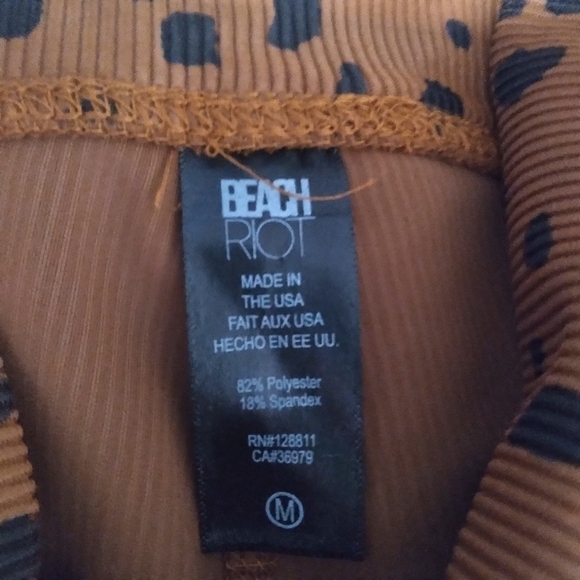 BEACH
RIOT
MADE IN
THE USA
FAIT AUX USA
HECHO EN EE UU.
82% Polyester
18% Spandex
RN#128811
CA#36979
M